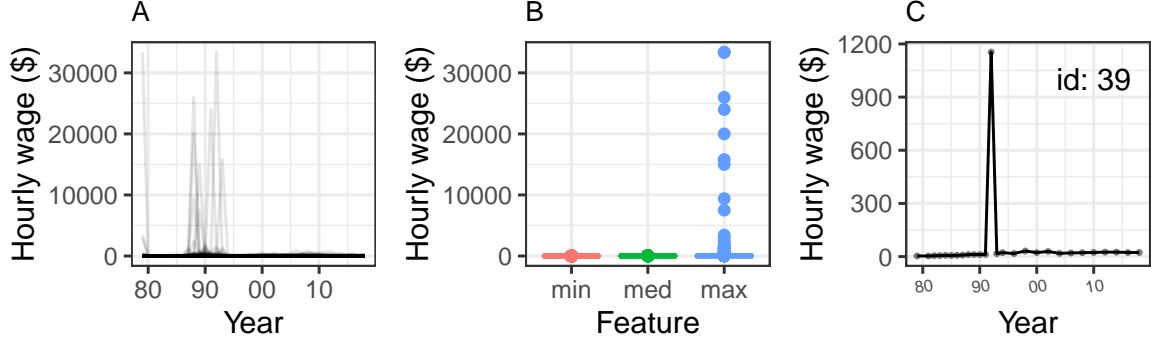 A
Hourly wage ($)
30000
20000
10000
0
80 90 00 10
Year
B
Hourly wage ($)
30000
20000
10000
0
min med max
Feature
C
Hourly wage ($)
1200
900
600
300
0
id: 39
80 90 00 10
Year